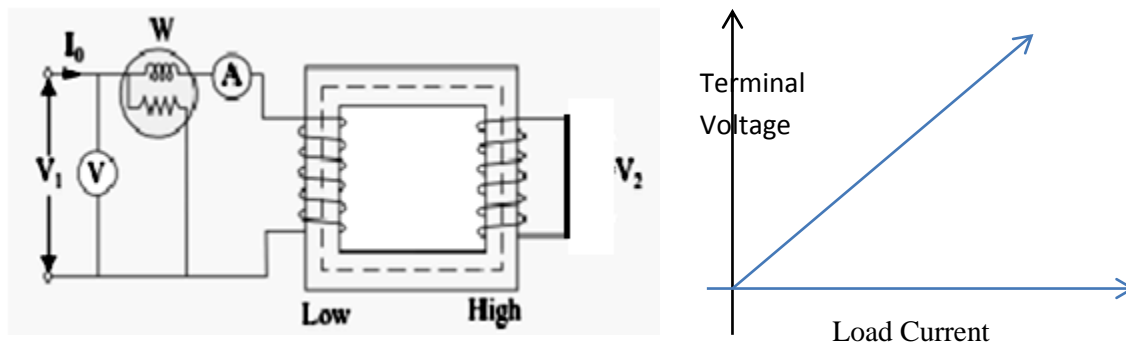 W
I₀
A
V₁
V
V₂
Low
High
Terminal
Voltage
Load Current